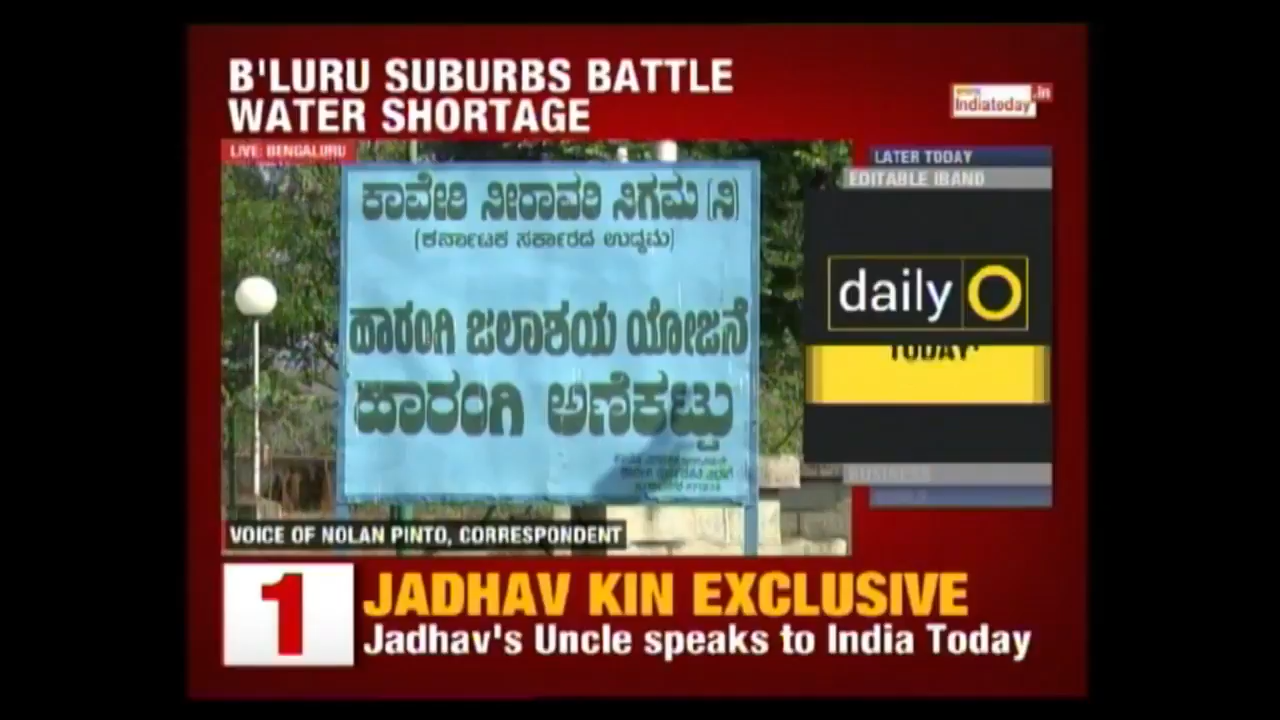 B'LURU SUBURBS BATTLE
WATER SHORTAGE
Indiatoday.in
LIVE: BENGALURU
LATER TODAY
EDITABLE IBAND
ಕಾವೇರಿ ನೀರಾವರಿ ನಿಗಮ (ನಿ)
(ಕರ್ನಾಟಕ ಸರ್ಕಾರದ ಉದ್ಯಮ)
ಹಾರಂಗಿ ಜಲಾಶಯ ಯೋಜನೆ
ಹಾರಂಗಿ ಅಣೆಕಟ್ಟು
daily O
TODAY'
BUSINESS
VOICE OF NOLAN PINTO, CORRESPONDENT
1
JADHAV KIN EXCLUSIVE
Jadhav's Uncle speaks to India Today